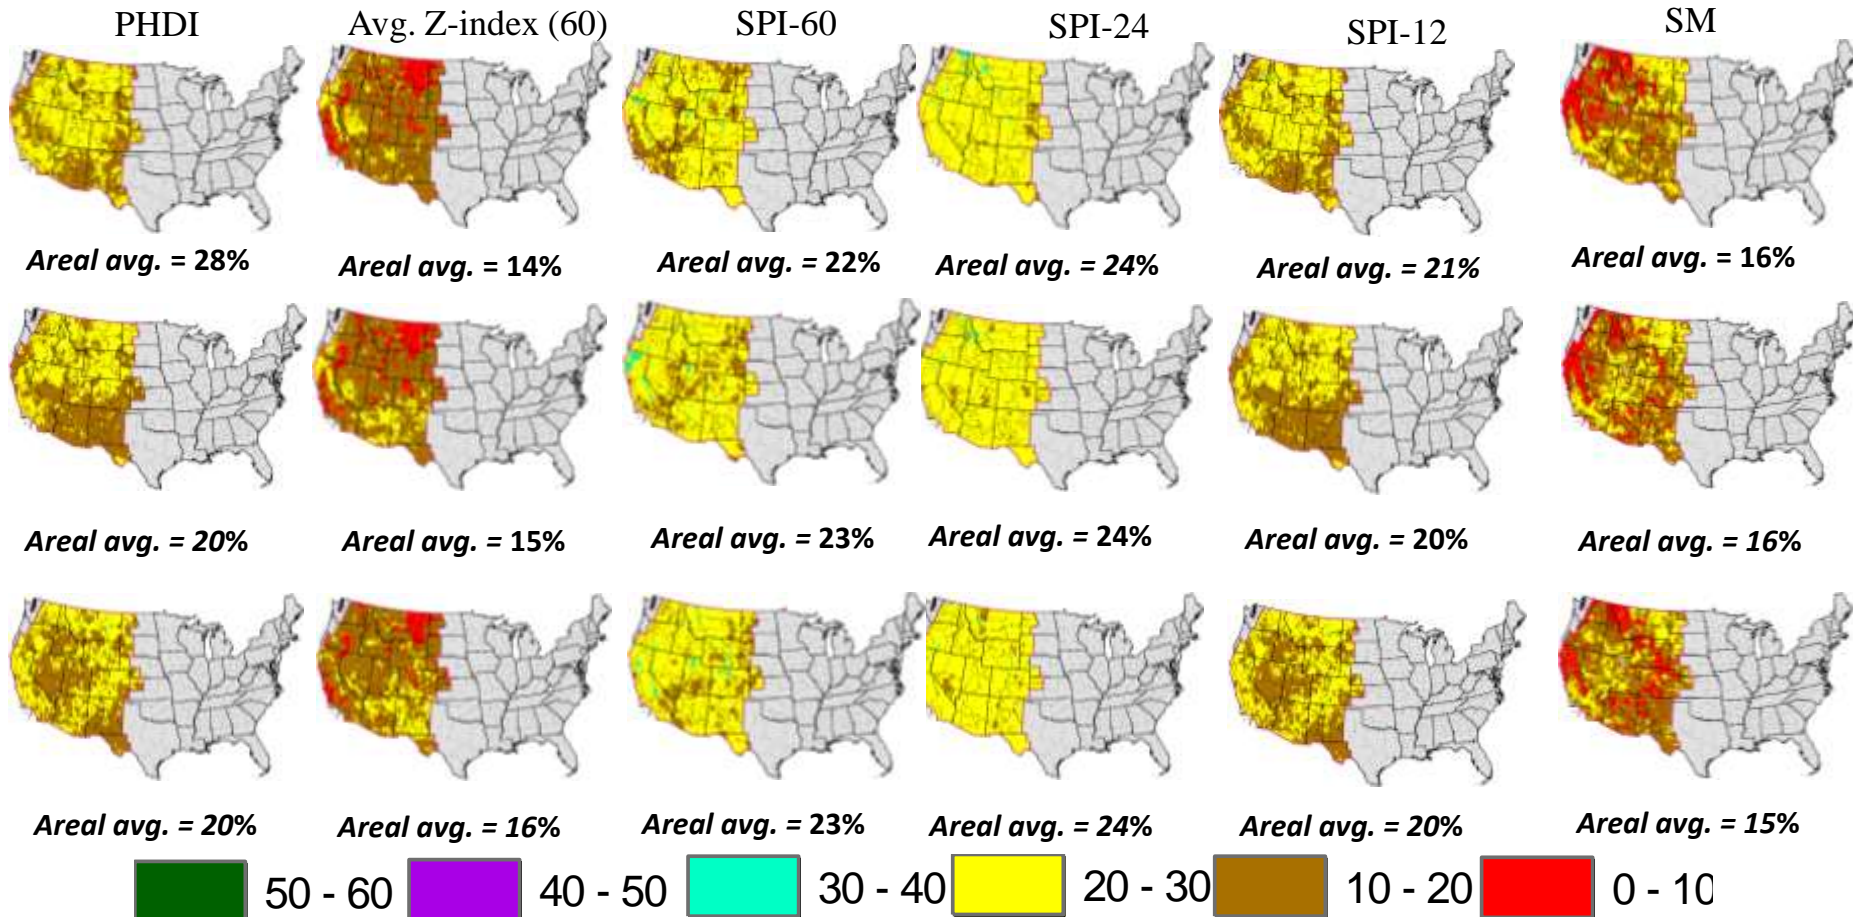 PHDI Avg. Z-index (60) SPI-60 SPI-24 SPI-12 SM
Areal avg. = 28% Areal avg. = 14% Areal avg. = 22% Areal avg. = 24% Areal avg. = 21% Areal avg. = 16%
Areal avg. = 20% Areal avg. = 15% Areal avg. = 23% Areal avg. = 24% Areal avg. = 20% Areal avg. = 16%
Areal avg. = 20% Areal avg. = 16% Areal avg. = 23% Areal avg. = 24% Areal avg. = 20% Areal avg. = 15%
50 - 60 40 - 50 30 - 40 20 - 30 10 - 20 0 - 10